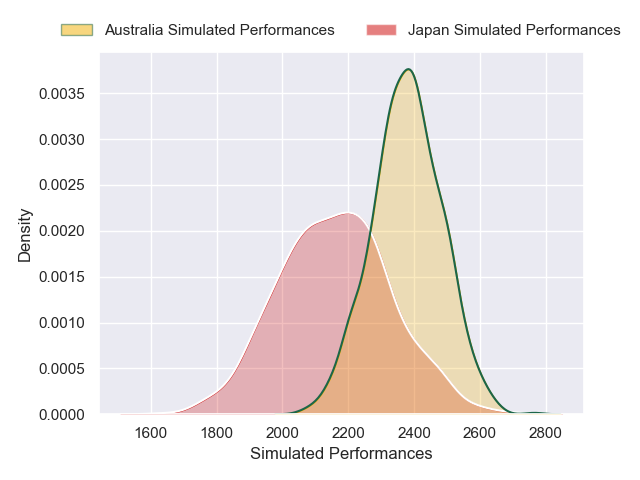 Australia Simulated Performances Japan Simulated Performances
0.0035
0.0030
0.0025
0.0020
0.0015
0.0010
0.0005
0.0000
Density
1600 1800 2000 2200 2400 2600 2800
Simulated Performances